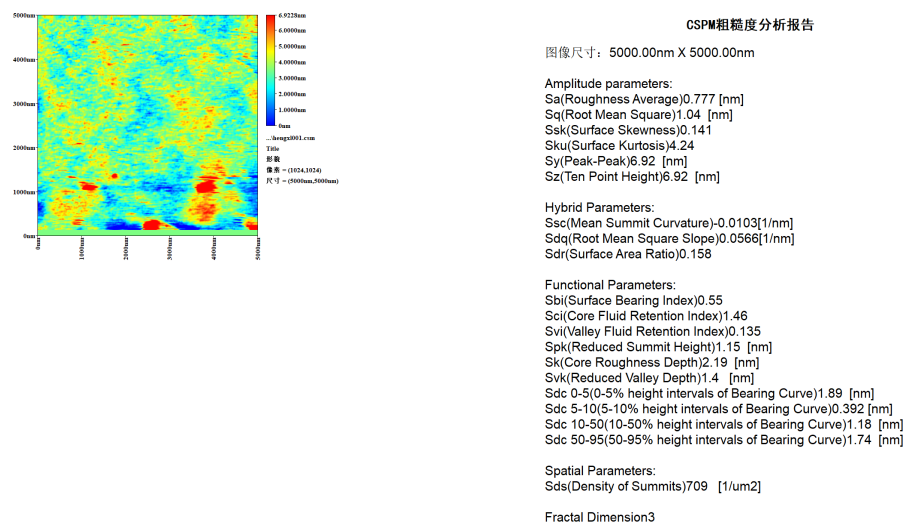 5000nm
4000nm
3000nm
2000nm
1000nm
0nm
0nm
1000nm
2000nm
3000nm
4000nm
5000nm
6.9228nm
6.0000nm
5.0000nm
4.0000nm
3.0000nm
2.0000nm
1.0000nm
0nm
...\hengxl001.csm
Title
形貌
像素 = (1024,1024)
尺寸 = (5000nm,5000nm)
CSPM粗糙度分析报告
图像尺寸：5000.00nm X 5000.00nm
Amplitude parameters:
Sa(Roughness Average)0.777 [nm]
Sq(Root Mean Square)1.04 [nm]
Ssk(Surface Skewness)0.141
Sku(Surface Kurtosis)4.24
Sy(Peak-Peak)6.92 [nm]
Sz(Ten Point Height)6.92 [nm]
Hybrid Parameters:
Ssc(Mean Summit Curvature)-0.0103[1/nm]
Sdq(Root Mean Square Slope)0.0566[1/nm]
Sdr(Surface Area Ratio)0.158
Functional Parameters:
Sbi(Surface Bearing Index)0.55
Sci(Core Fluid Retention Index)1.46
Svi(Valley Fluid Retention Index)0.135
Spk(Reduced Summit Height)1.15 [nm]
Sk(Core Roughness Depth)2.19 [nm]
Svk(Reduced Valley Depth)1.4 [nm]
Sdc 0-5(0-5% height intervals of Bearing Curve)1.89 [nm]
Sdc 5-10(5-10% height intervals of Bearing Curve)0.392 [nm]
Sdc 10-50(10-50% height intervals of Bearing Curve)1.18 [nm]
Sdc 50-95(50-95% height intervals of Bearing Curve)1.74 [nm]
Spatial Parameters:
Sds(Density of Summits)709 [1/um2]
Fractal Dimension3